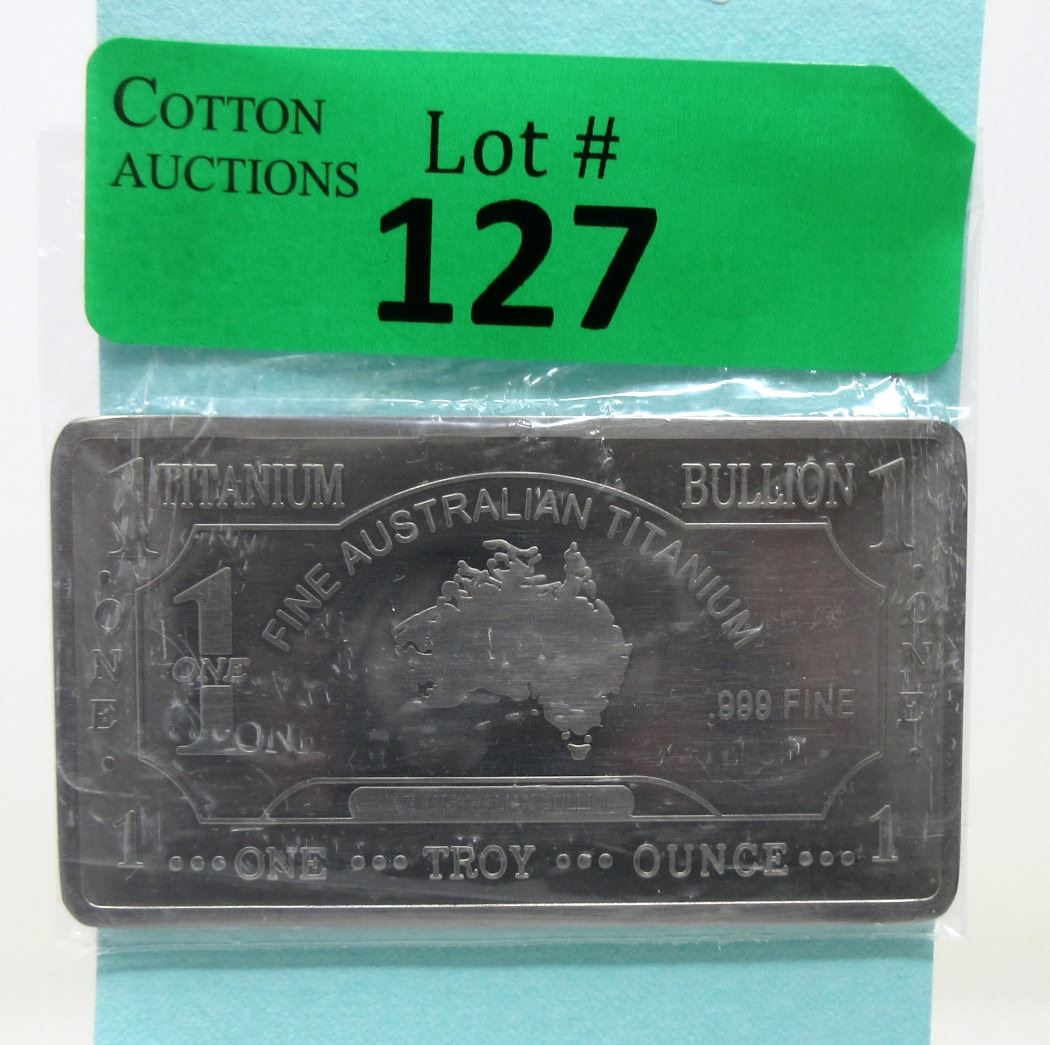 COTTON
AUCTIONS
Lot #
127
1 TITANIUM BULLION 1
FINE AUSTRALIAN TITANIUM
1
ONE
ONE
ONE
ONE
.999 FINE
1 ONE TROY OUNCE 1